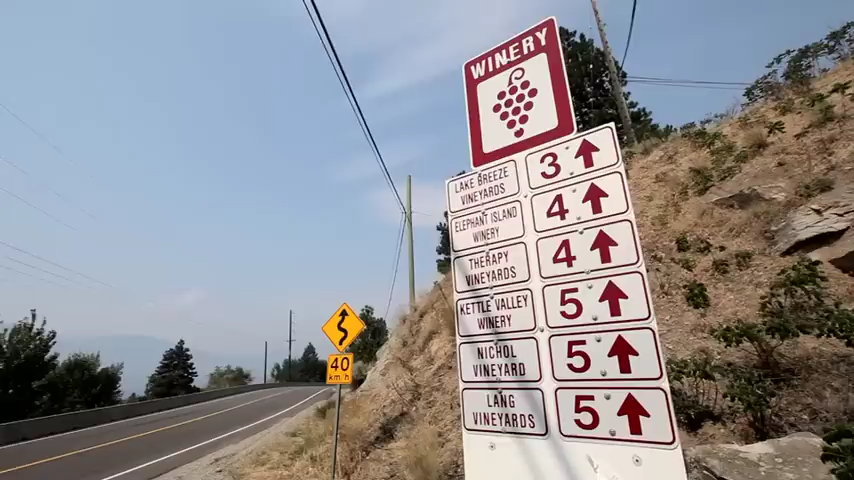 WINERY
LAKE BREEZE
VINEYARDS
3
ELEPHANT ISLAND
WINERY
4
THERAPY
VINEYARDS
4
KETTLE VALLEY
WINERY
5
NICHOL
VINEYARD
5
LANG
VINEYARDS
5
40
km/h